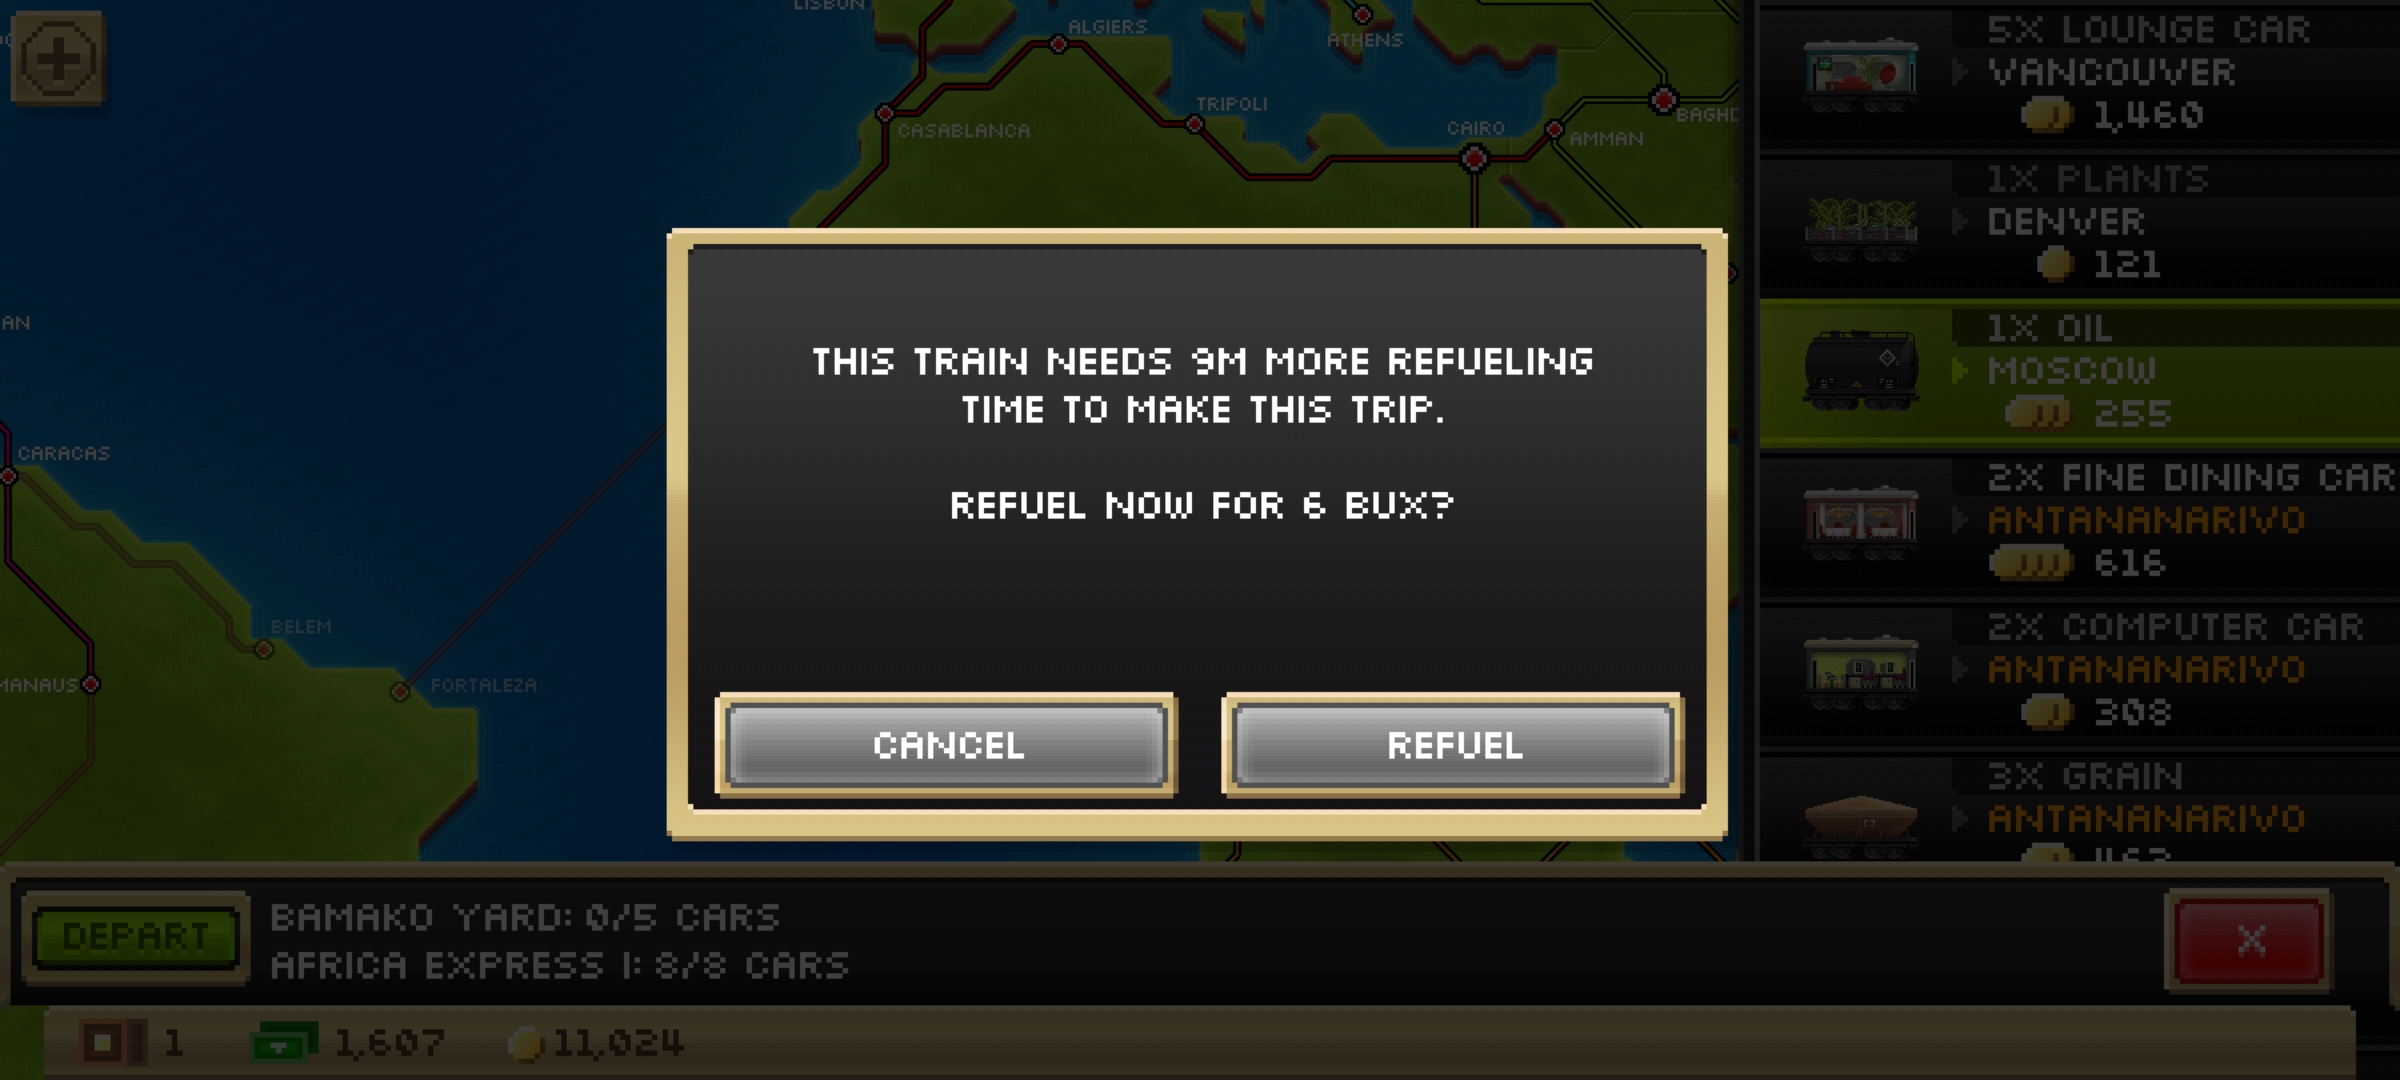 LISBON
ALGIERS
ATHENS
CASABLANCA
TRIPOLI
CAIRO
AMMAN
BAGHD
AN
CARACAS
BELEM
MANAUS
FORTALEZA
THIS TRAIN NEEDS 9M MORE REFUELING
TIME TO MAKE THIS TRIP.
REFUEL NOW FOR 6 BUX?
CANCEL
REFUEL
5X LOUNGE CAR
VANCOUVER
1,460
1X PLANTS
DENVER
121
1X OIL
MOSCOW
255
2X FINE DINING CAR
ANTANANARIVO
616
2X COMPUTER CAR
ANTANANARIVO
308
3X GRAIN
ANTANANARIVO
462
DEPART
BAMAKO YARD: 0/5 CARS
AFRICA EXPRESS I: 8/8 CARS
X
1
1,607
11,024